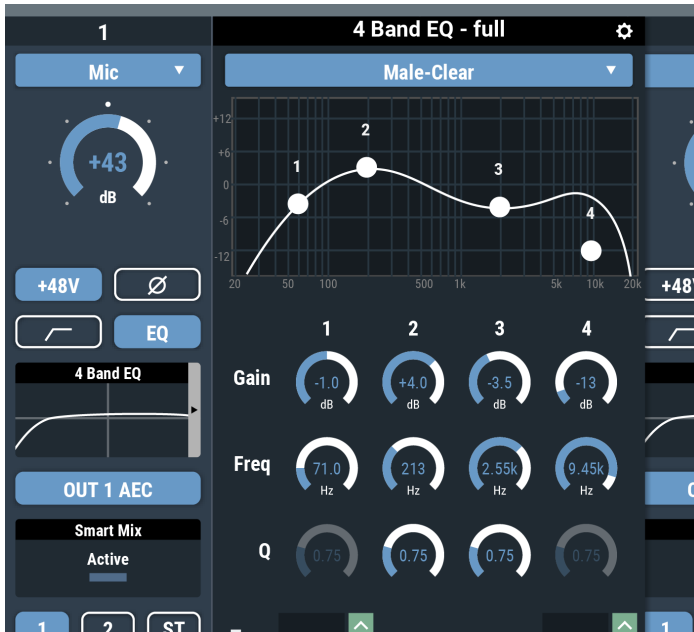 1
Mic
+43
dB
+48V
Ø
EQ
4 Band EQ
OUT 1 AEC
Smart Mix
Active
1
2
ST
4 Band EQ - full
Male-Clear
+12
+6
0
-6
-12
1
2
3
4
20
50
100
500
1k
5k
10k
20k
1 2 3 4
Gain -1.0 +4.0 -3.5 -13
dB dB dB dB
Freq 71.0 213 2.55k 9.45k
Hz Hz Hz Hz
Q 0.75 0.75 0.75 0.75
+48
1